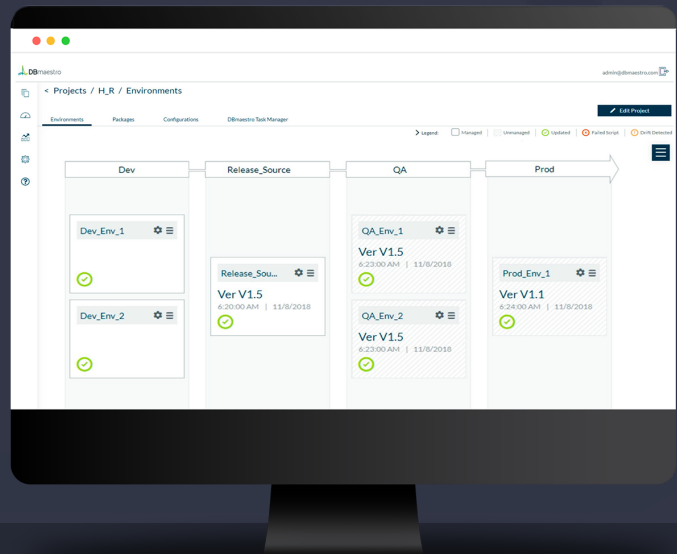 DBmaestro
admin@dbmaestro.com
< Projects / H_R / Environments
Edit Project
Environments Packages Configurations DBmaestro Task Manager
Legend: Managed | Unmanaged | Updated | Failed Script | Drift Detected
Dev Release_Source QA Prod
Dev_Env_1
QA_Env_1
Ver V1.5
6:23:00 AM | 11/8/2018
Release_Sou...
Ver V1.5
6:20:00 AM | 11/8/2018
Prod_Env_1
Ver V1.1
6:24:00 AM | 11/8/2018
Dev_Env_2
QA_Env_2
Ver V1.5
6:23:00 AM | 11/8/2018